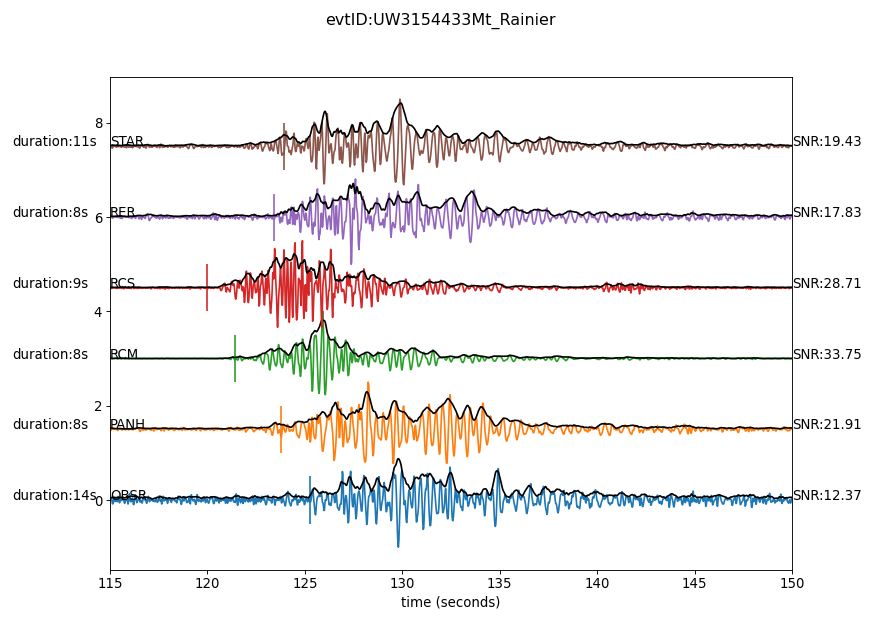 evtID:UW3154433Mt_Rainier
8
duration:11s STAR SNR:19.43
duration:8s RER SNR:17.83
6
duration:9s RCS SNR:28.71
4
duration:8s RCM SNR:33.75
2
duration:8s PANH SNR:21.91
duration:14s OBSR SNR:12.37
0
115 120 125 130 135 140 145 150
time (seconds)